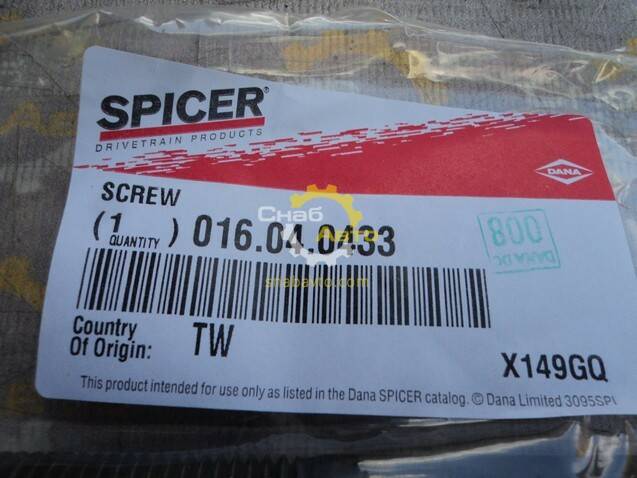 SPICER®
DRIVETRAIN PRODUCTS
DANA
SCREW
(1 QUANTITY) 016.04.0433
800
DANA DC
Снаб Авто
snabavto.com
Country Of Origin: TW
X149GQ
This product intended for use only as listed in the Dana SPICER catalog. © Dana Limited 3095SPI